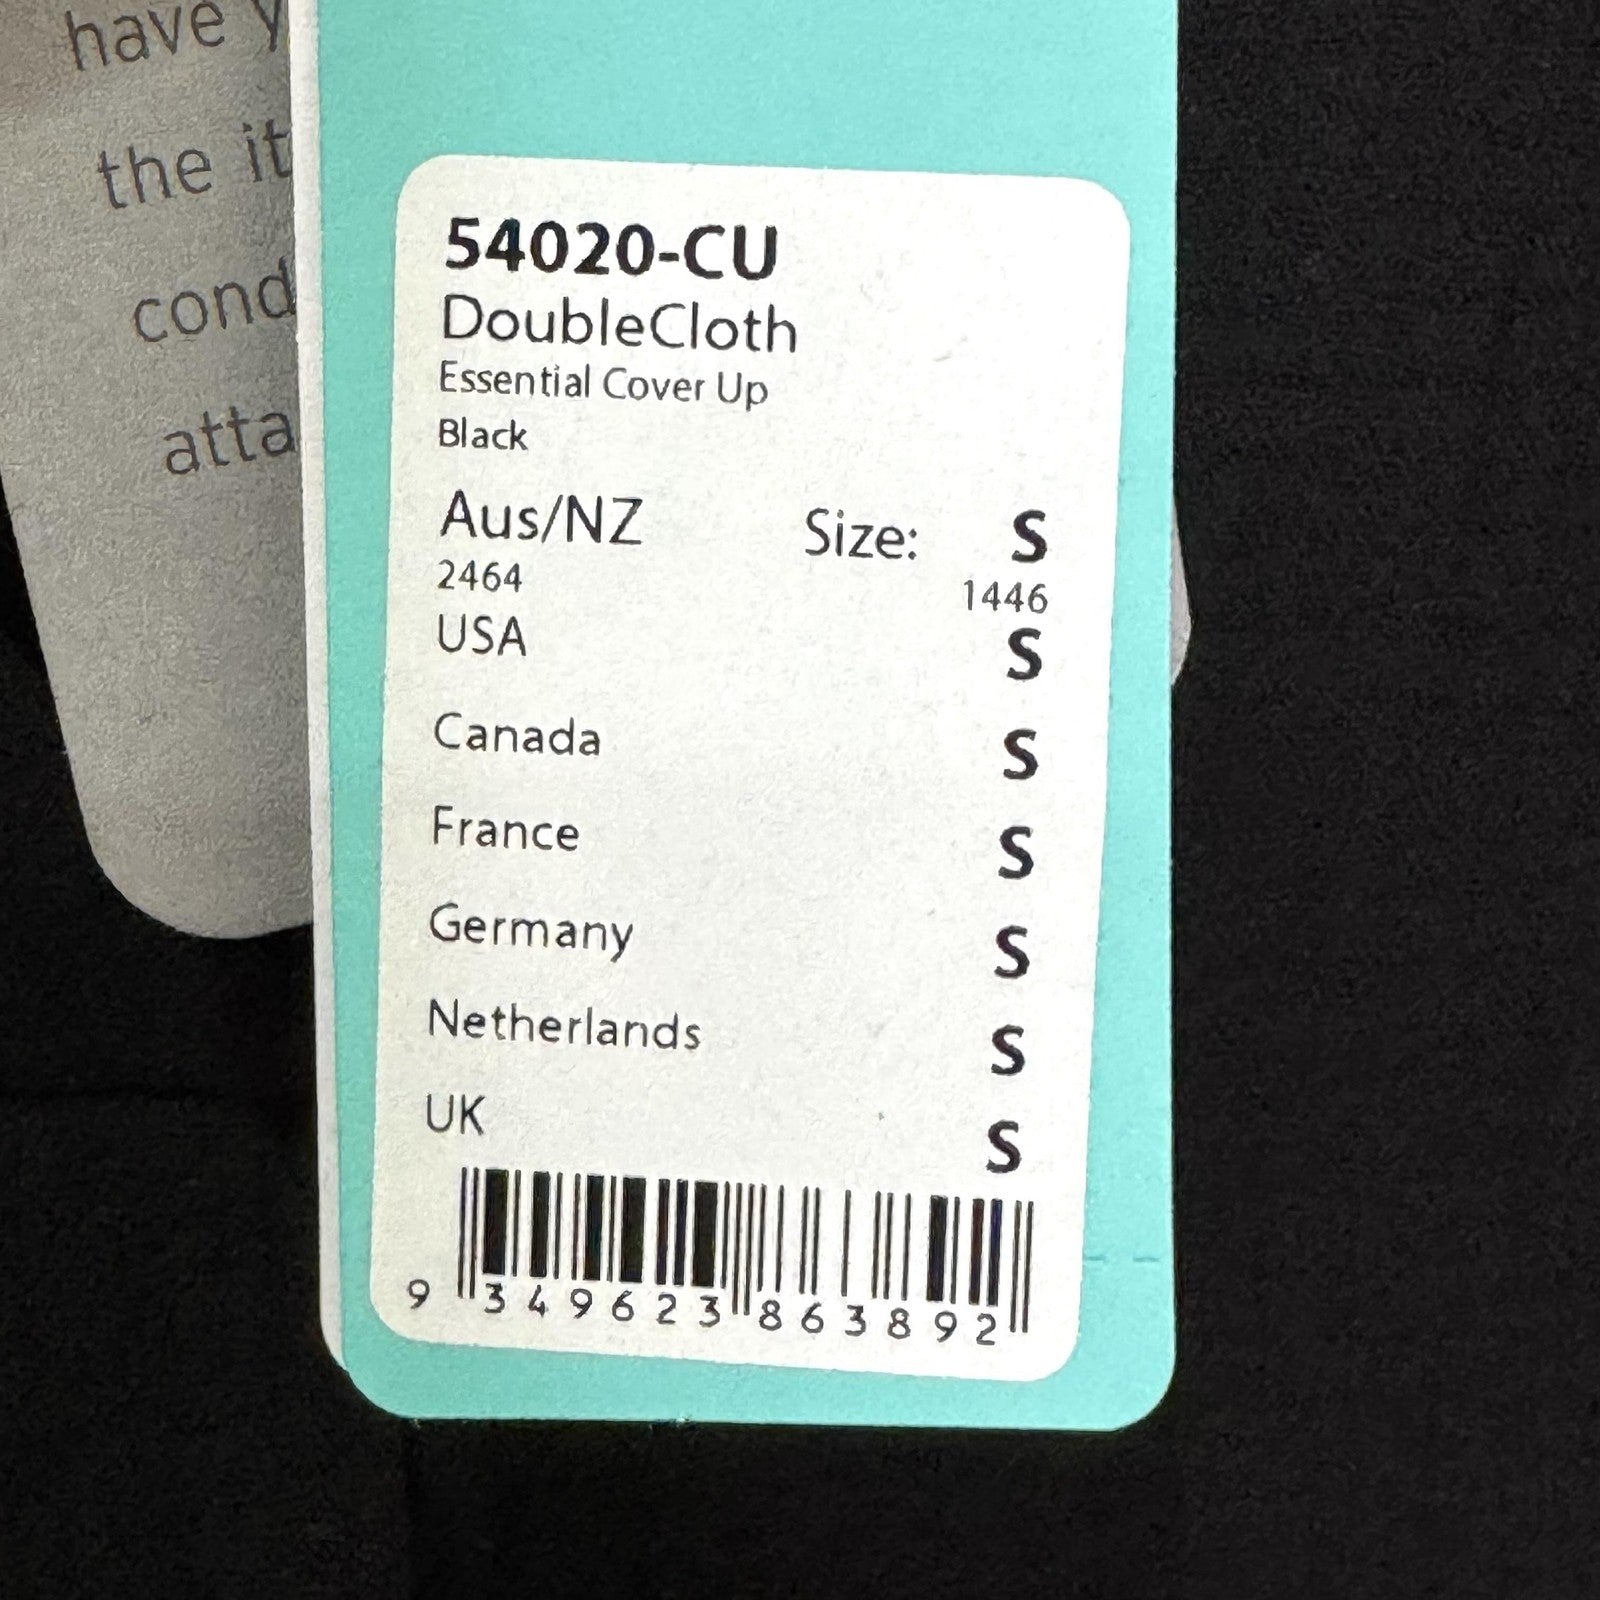 have y
the it
cond
atta
54020-CU
DoubleCloth
Essential Cover Up
Black
Aus/NZ Size: S
2464 1446
USA S
Canada S
France S
Germany S
Netherlands S
UK S
9 349623 863892